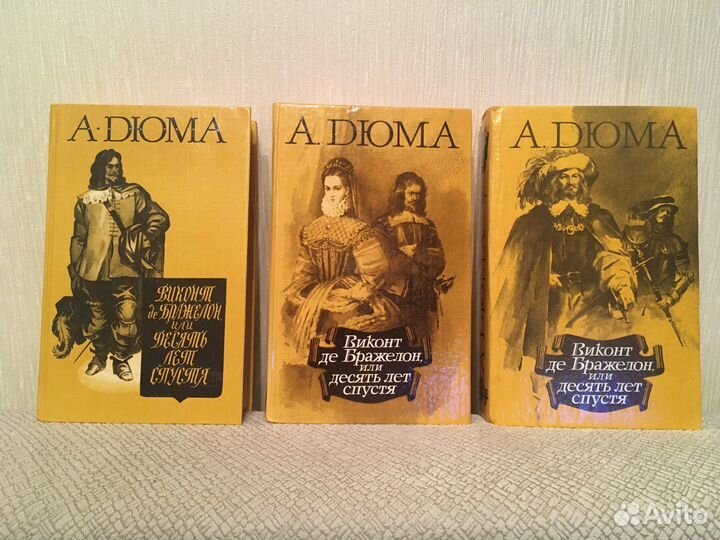 А·ДЮМА
ВИКОНТ
де БРАЖЕЛОН,
ИЛИ
ДЕСЯТЬ
ЛЕТ
СПУСТЯ
А. ДЮМА
Виконт
де Бражелон,
или
десять лет
спустя
А. ДЮМА
Виконт
де Бражелон,
или
десять лет
спустя
Avito